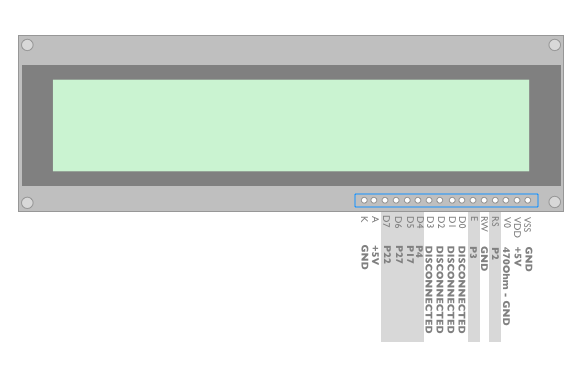 K GND
A +5V
D7 P22
D6 P27
D5 P17
D4 P4
D3 DISCONNECTED
D2 DISCONNECTED
D1 DISCONNECTED
D0 DISCONNECTED
E P3
RW GND
RS P2
V0 470Ohm - GND
VDD +5V
VSS GND